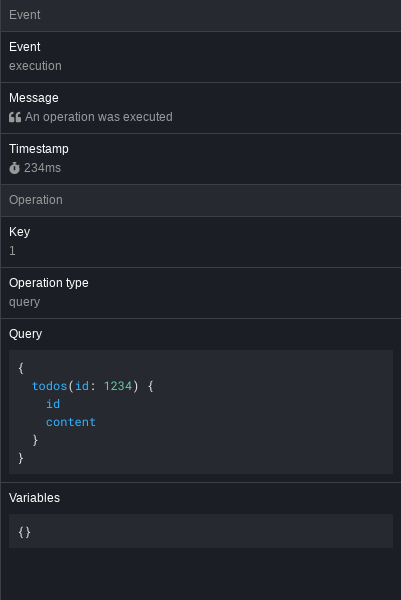 Event
Event
execution
Message
An operation was executed
Timestamp
234ms
Operation
Key
1
Operation type
query
Query
{
  todos(id: 1234) {
    id
    content
  }
}
Variables
{}